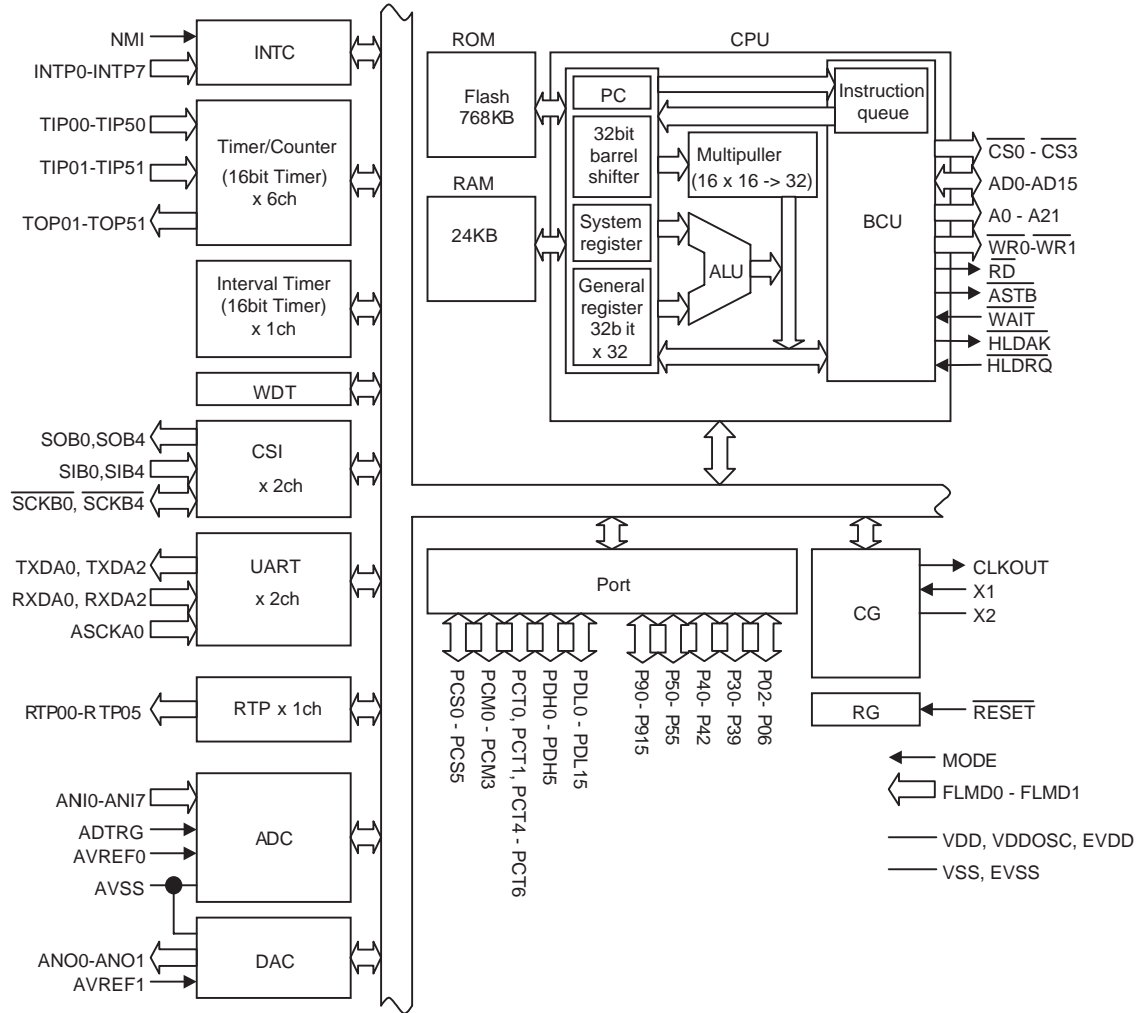 NMI
INTP0-INTP7
INTC
TIP00-TIP50
TIP01-TIP51
TOP01-TOP51
Timer/Counter
(16bit Timer)
x 6ch
Interval Timer
(16bit Timer)
x 1ch
WDT
SOB0,SOB4
SIB0,SIB4
SCKB0, SCKB4
CSI
x 2ch
TXDA0, TXDA2
RXDA0, RXDA2
ASCKA0
UART
x 2ch
RTP00-RTP05
RTP x 1ch
ANI0-ANI7
ADTRG
AVREF0
AVSS
ADC
ANO0-ANO1
AVREF1
DAC
ROM
Flash
768KB
RAM
24KB
CPU
PC
32bit
barrel
shifter
System
register
General
register
32b it
x 32
Multipuller
(16 x 16 -> 32)
ALU
Instruction
queue
BCU
CS0 - CS3
AD0-AD15
A0 - A21
WR0-WR1
RD
ASTB
WAIT
HLDAK
HLDRQ
Port
PCS0 - PCS5
PCM0 - PCM3
PCT0, PCT1, PCT4 - PCT6
PDH0 - PDH5
PDL0 - PDL15
P90- P915
P50- P55
P40- P42
P30- P39
P02- P06
CG
CLKOUT
X1
X2
RG
RESET
MODE
FLMD0 - FLMD1
VDD, VDDOSC, EVDD
VSS, EVSS